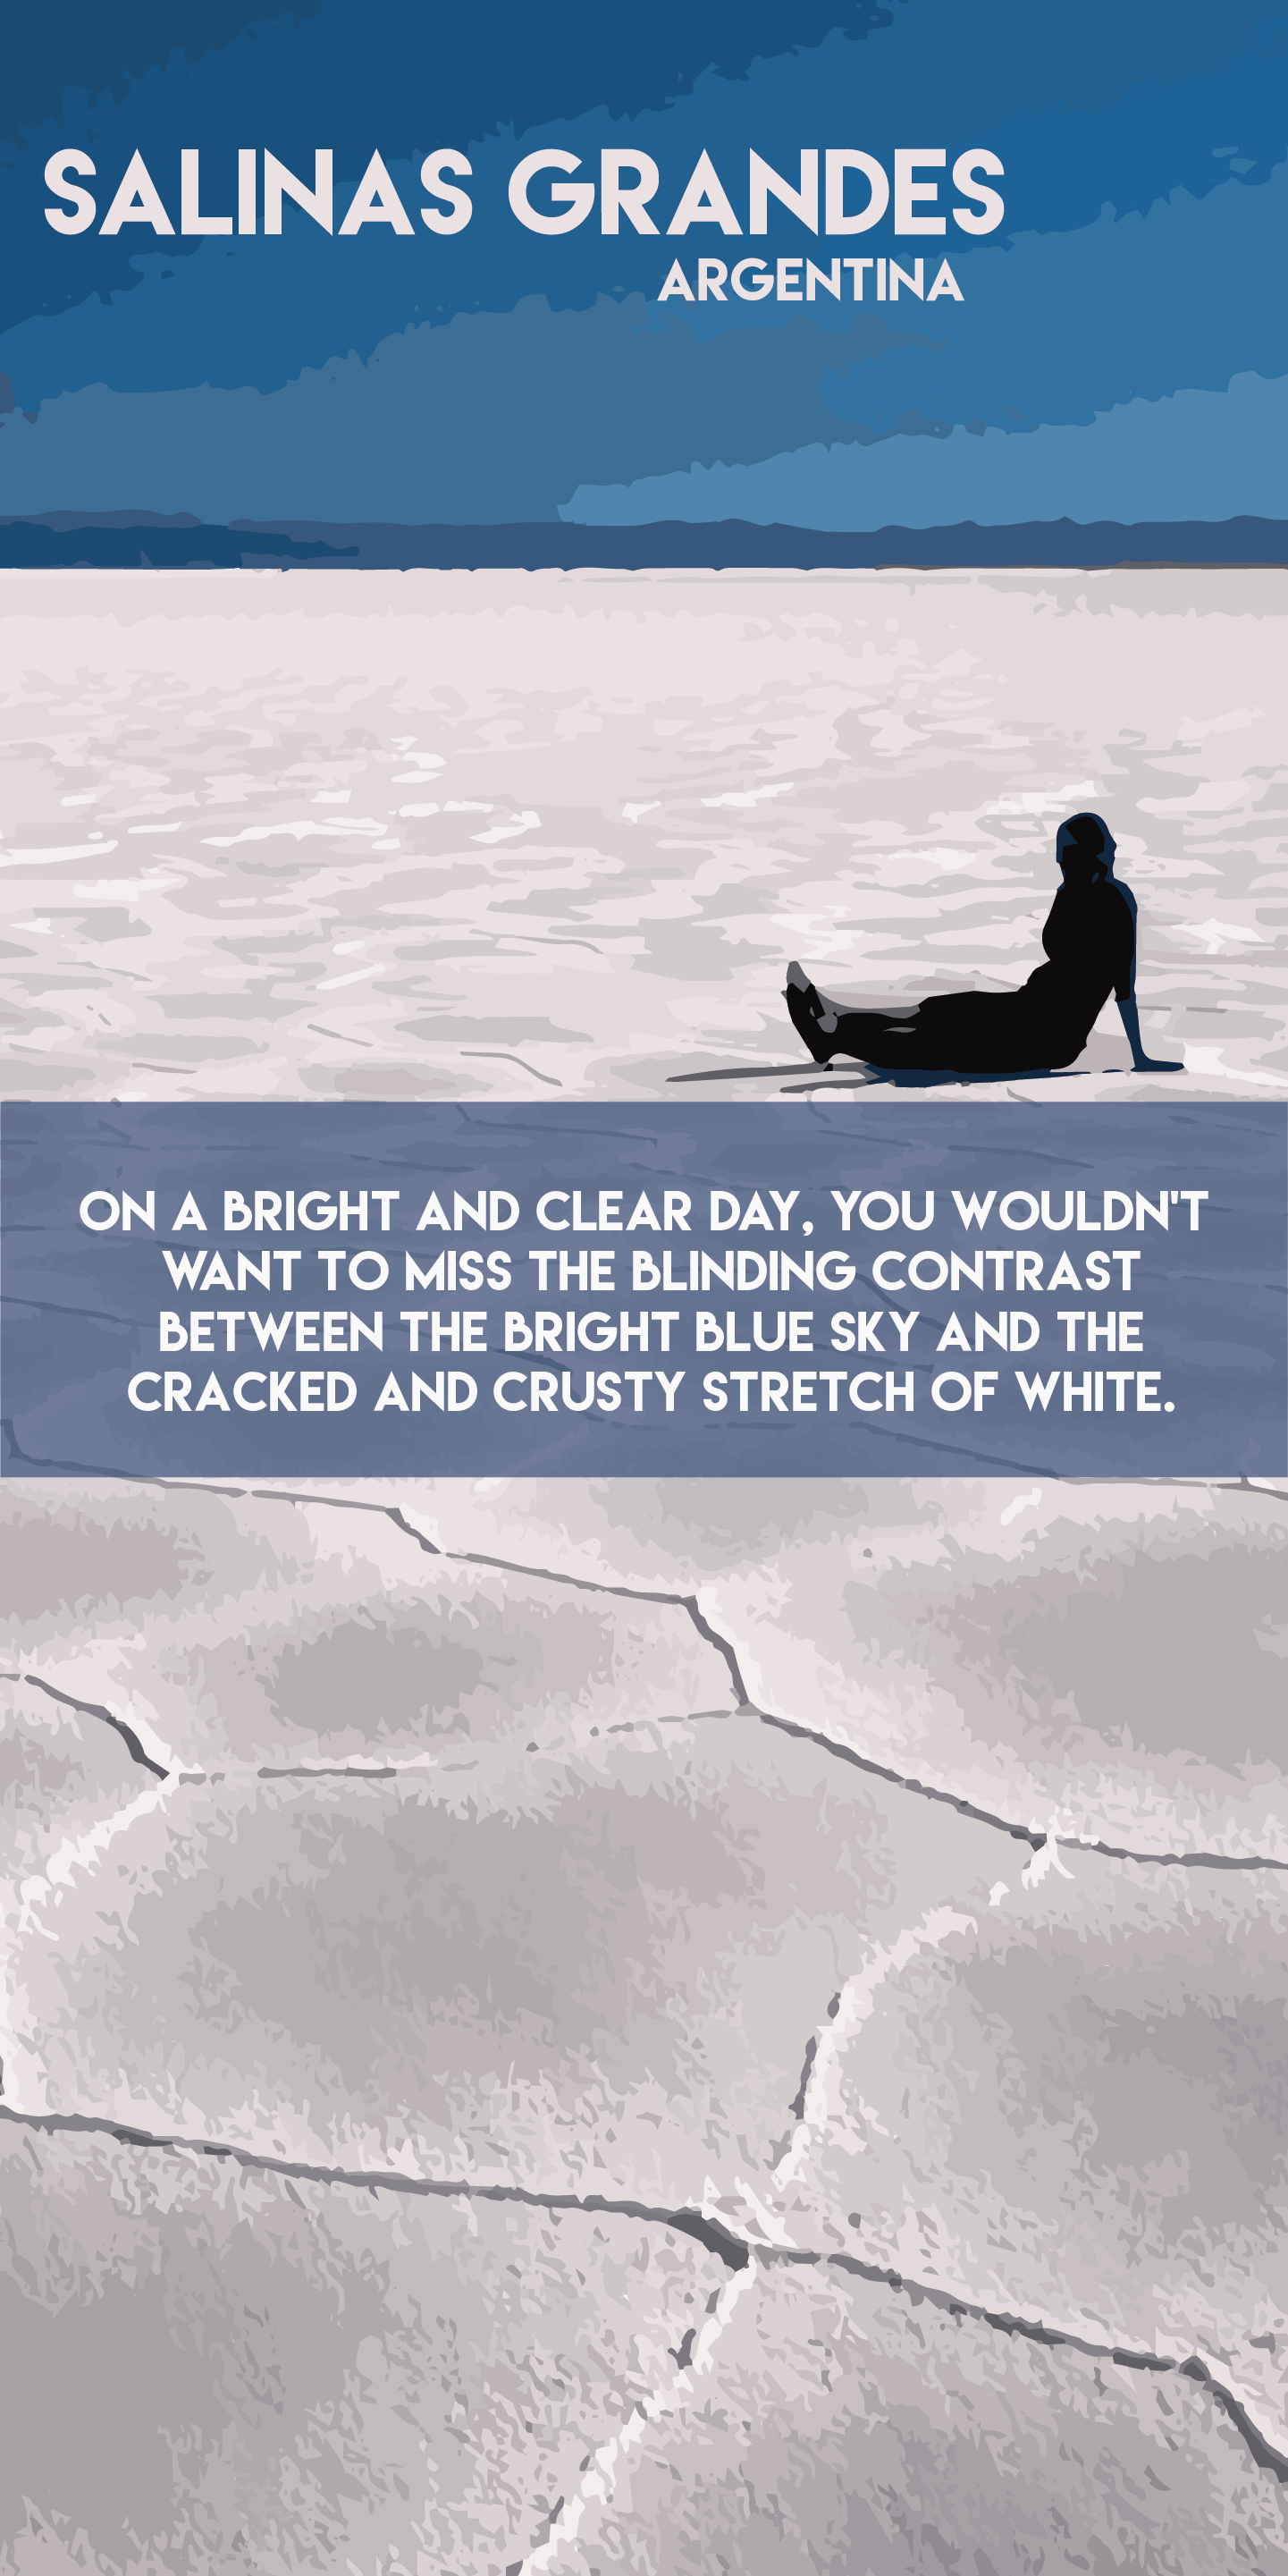 SALINAS GRANDES
ARGENTINA
ON A BRIGHT AND CLEAR DAY, YOU WOULDN'T
WANT TO MISS THE BLINDING CONTRAST
BETWEEN THE BRIGHT BLUE SKY AND THE
CRACKED AND CRUSTY STRETCH OF WHITE.